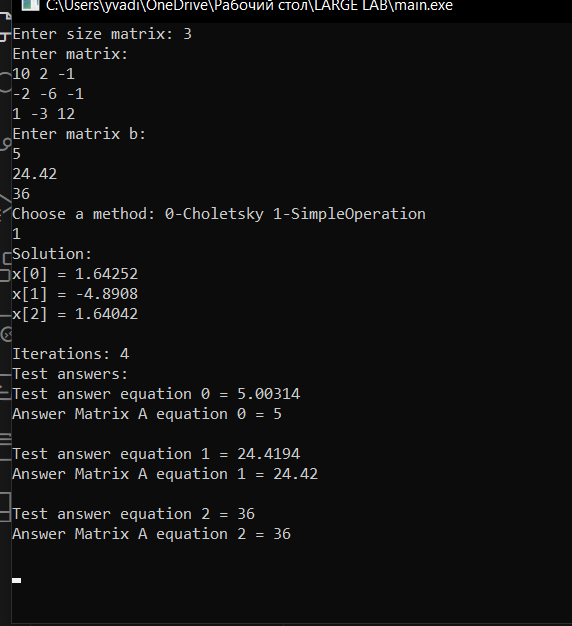 C:\Users\yvadi\OneDrive\Рабочий стол\LARGE LAB\main.exe
Enter size matrix: 3
Enter matrix:
10 2 -1
-2 -6 -1
1 -3 12
Enter matrix b:
5
24.42
36
Choose a method: 0-Choletsky 1-SimpleOperation
1
Solution:
x[0] = 1.64252
x[1] = -4.8908
x[2] = 1.64042
Iterations: 4
Test answers:
Test answer equation 0 = 5.00314
Answer Matrix A equation 0 = 5
Test answer equation 1 = 24.4194
Answer Matrix A equation 1 = 24.42
Test answer equation 2 = 36
Answer Matrix A equation 2 = 36